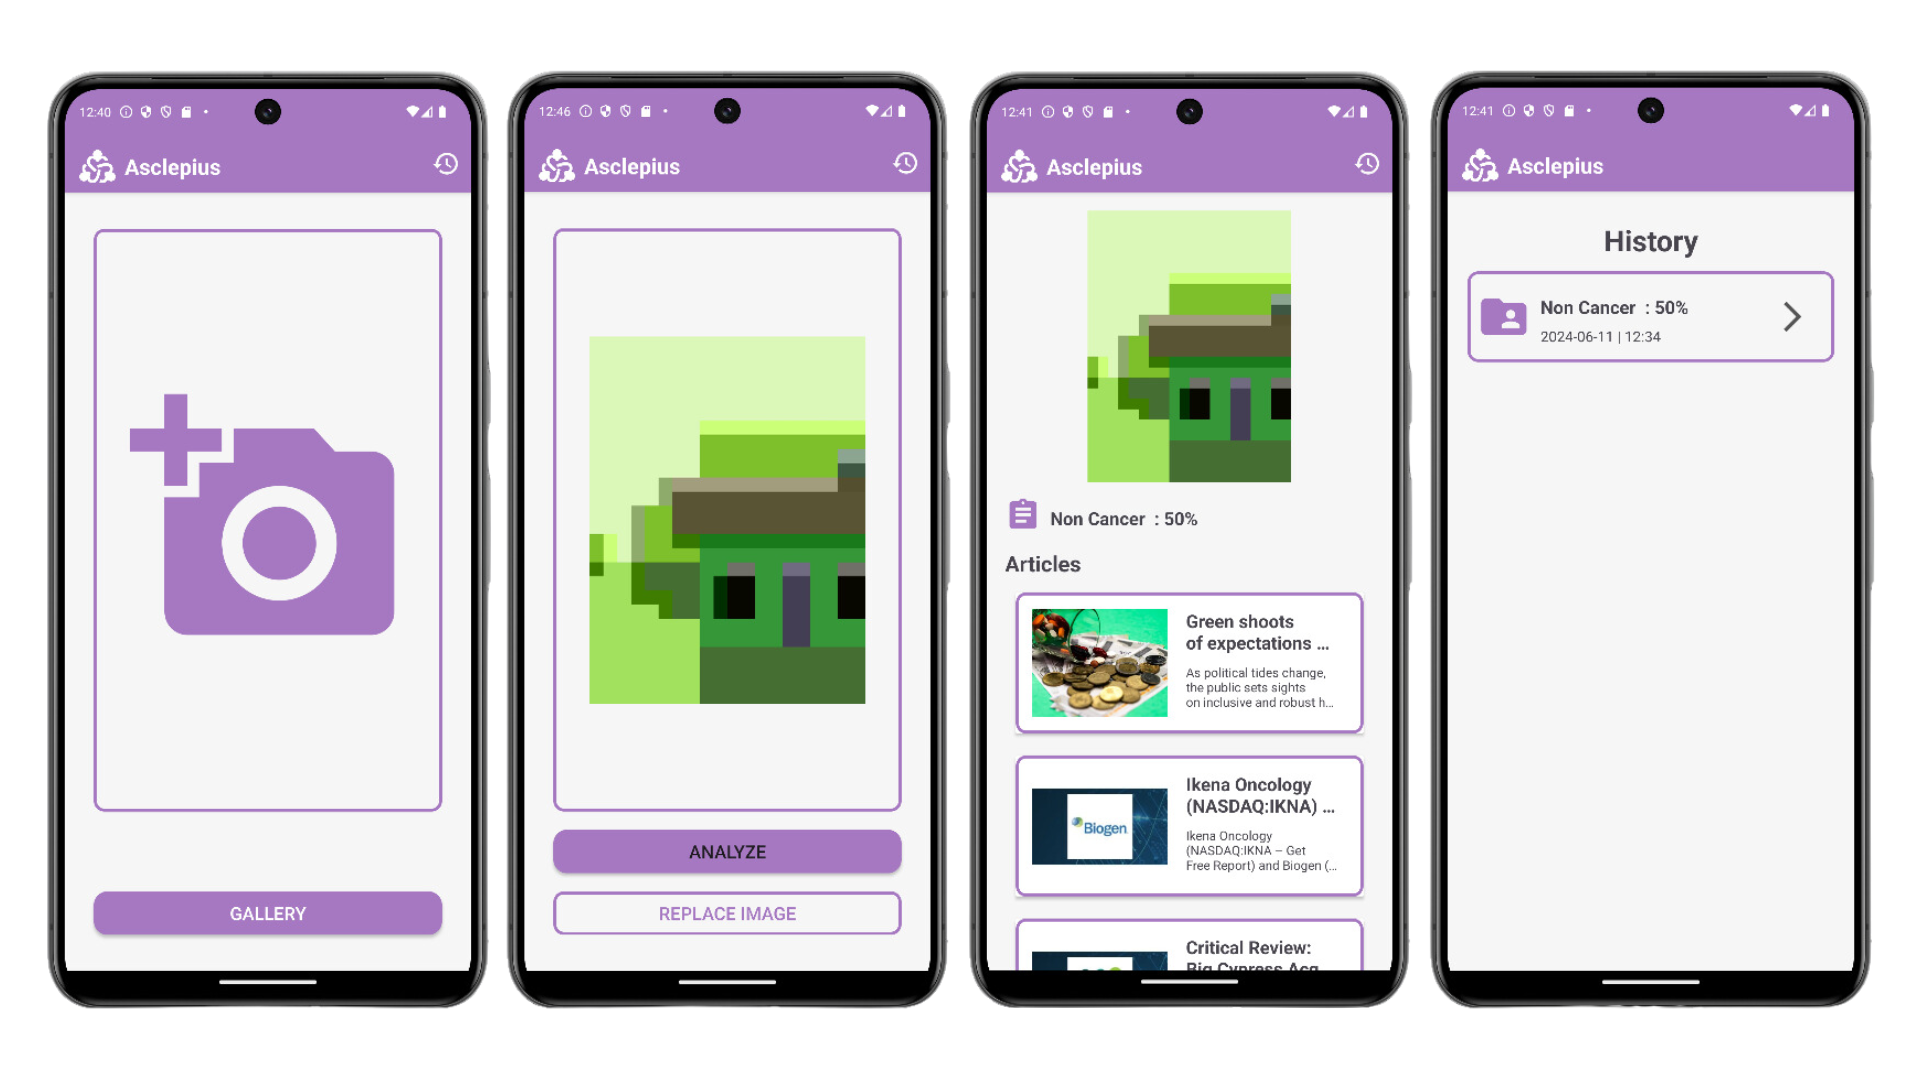 12:40
Asclepius
GALLERY
12:46
Asclepius
ANALYZE
REPLACE IMAGE
12:41
Asclepius
Non Cancer : 50%
Articles
Green shoots
of expectations ...
As political tides change,
the public sets sights
on inclusive and robust h...
Ikena Oncology
(NASDAQ:IKNA) ...
Biogen
Ikena Oncology
(NASDAQ:IKNA – Get
Free Report) and Biogen (...
Critical Review:
Big Cypress Acq
12:41
Asclepius
History
Non Cancer : 50%
2024-06-11 | 12:34